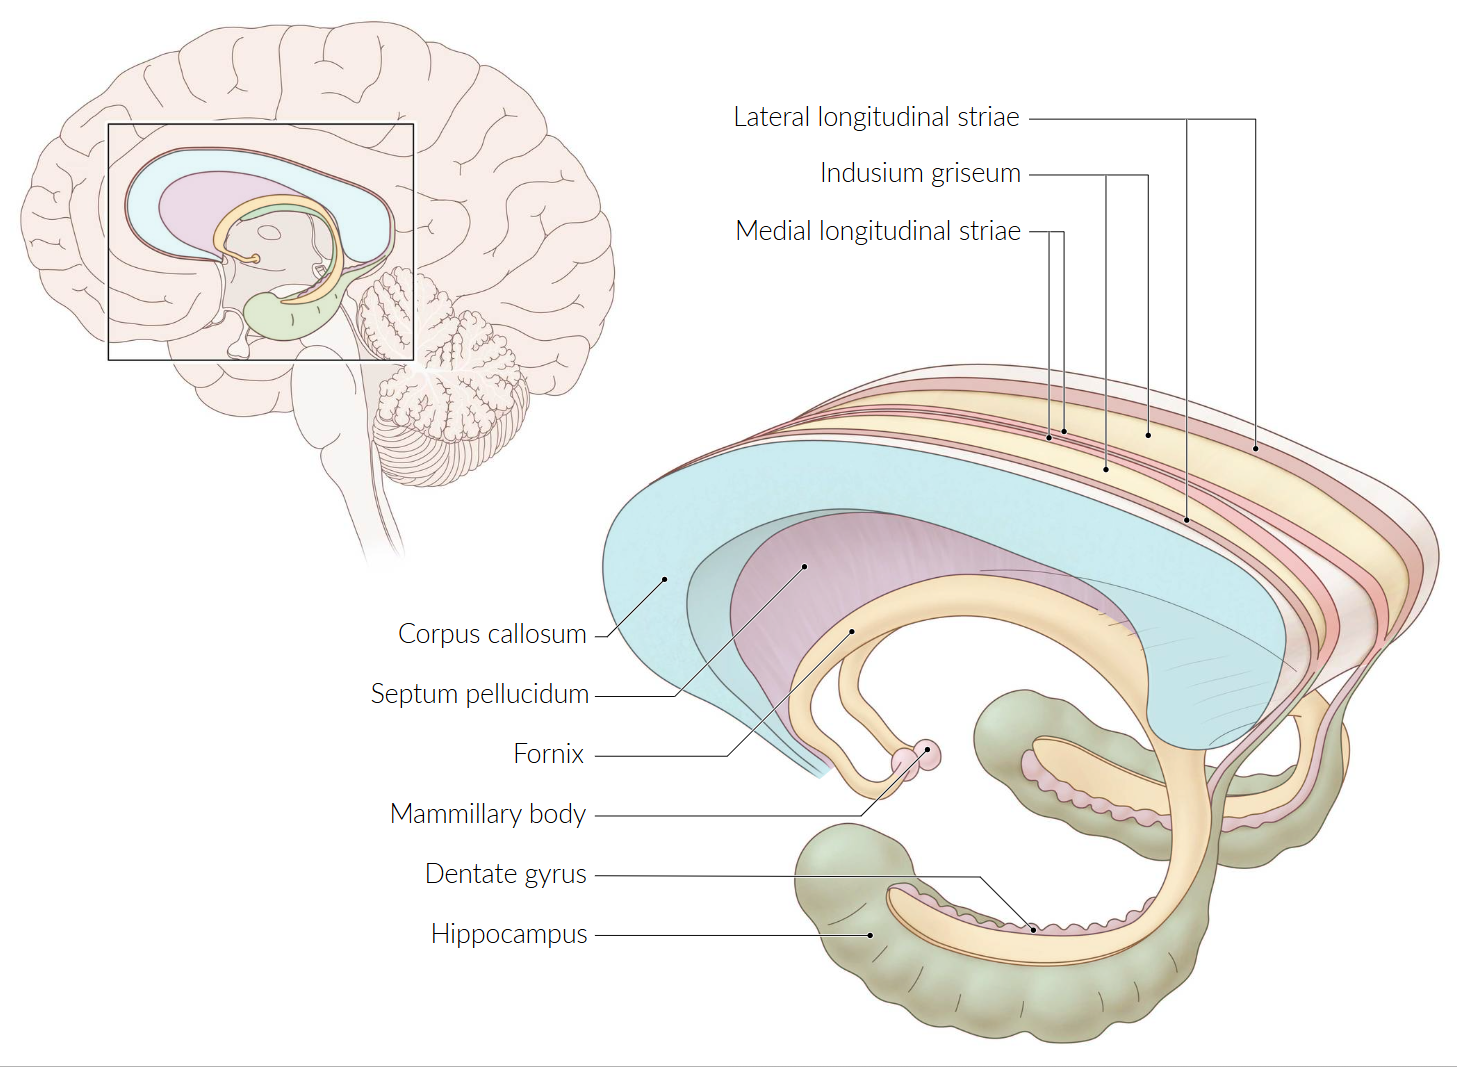 Lateral longitudinal striae
Indusium griseum
Medial longitudinal striae
Corpus callosum
Septum pellucidum
Fornix
Mammillary body
Dentate gyrus
Hippocampus